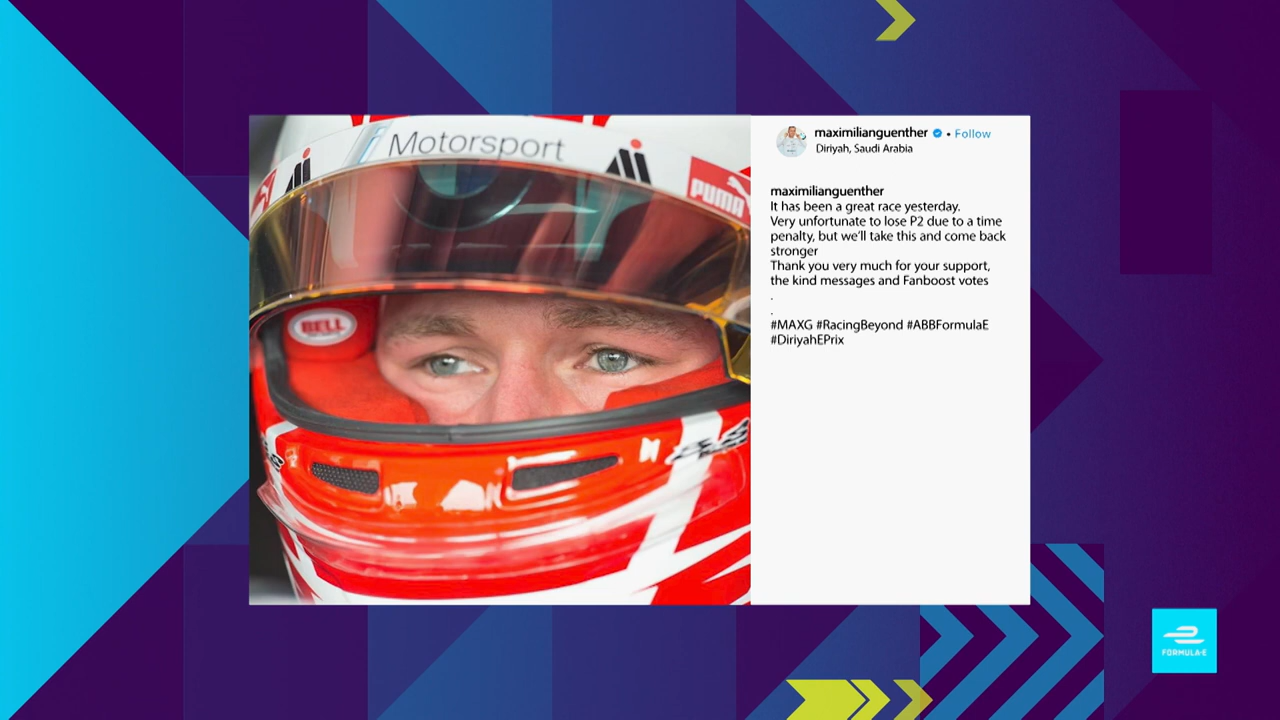 Motorsport
PUMA
BELL
maximilianguenther • Follow
Diriyah, Saudi Arabia
maximilianguenther
It has been a great race yesterday.
Very unfortunate to lose P2 due to a time
penalty, but we'll take this and come back
stronger
Thank you very much for your support,
the kind messages and Fanboost votes
.
.
#MAXG #RacingBeyond #ABBFormulaE
#DiriyahEPrix
FORMULA-E